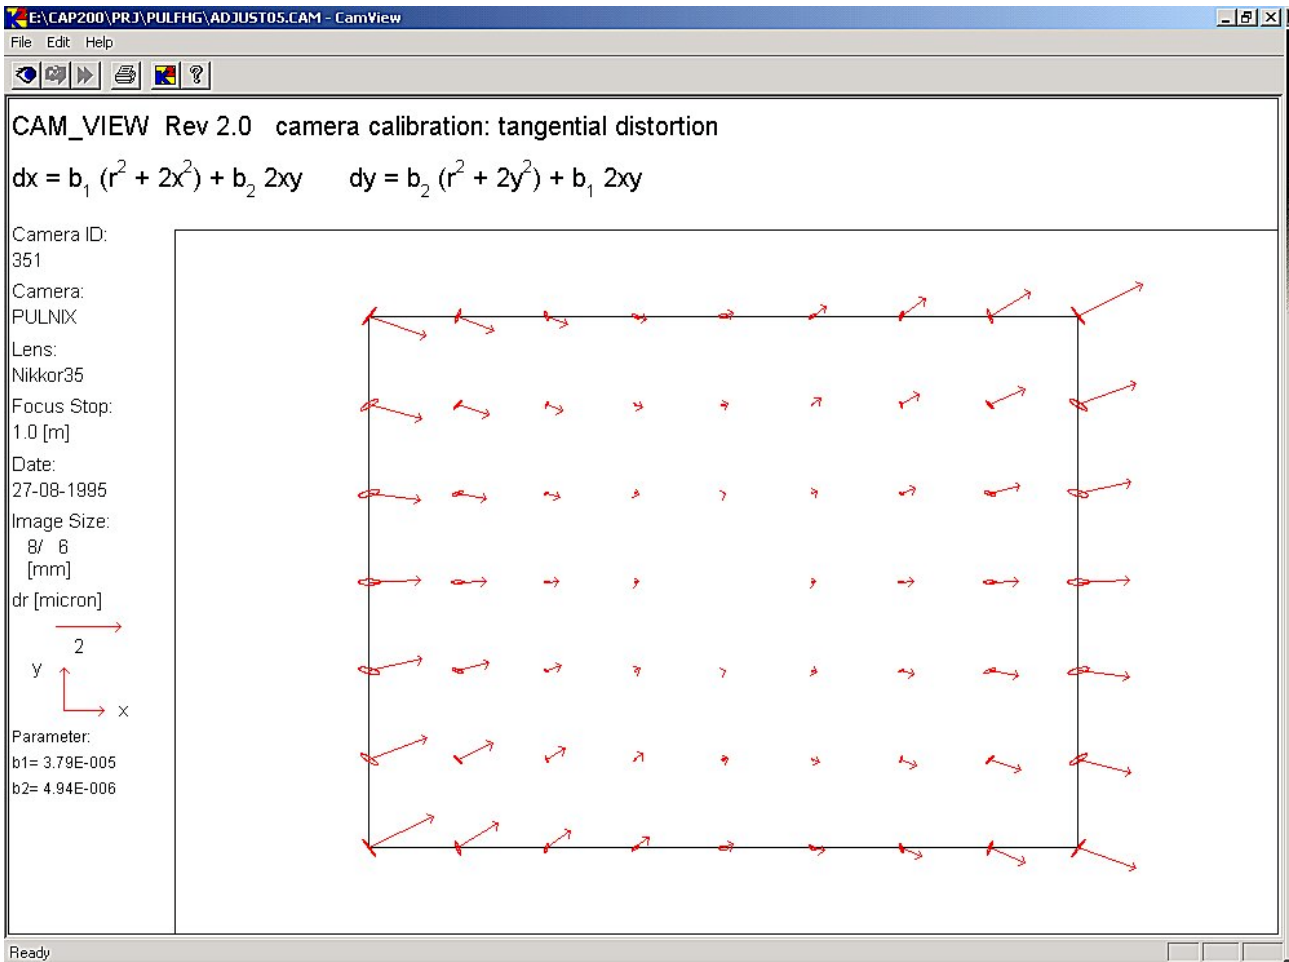 E:\CAP200\PRJ\PULFHG\ADJUST05.CAM - CamView
File Edit Help
CAM_VIEW Rev 2.0 camera calibration: tangential distortion
dx = b₁ (r² + 2x²) + b₂ 2xy dy = b₂ (r² + 2y²) + b₁ 2xy
Camera ID:
351
Camera:
PULNIX
Lens:
Nikkor35
Focus Stop:
1.0 [m]
Date:
27-08-1995
Image Size:
8/ 6
[mm]
dr [micron]
2
y
x
Parameter:
b1= 3.79E-005
b2= 4.94E-006
Ready